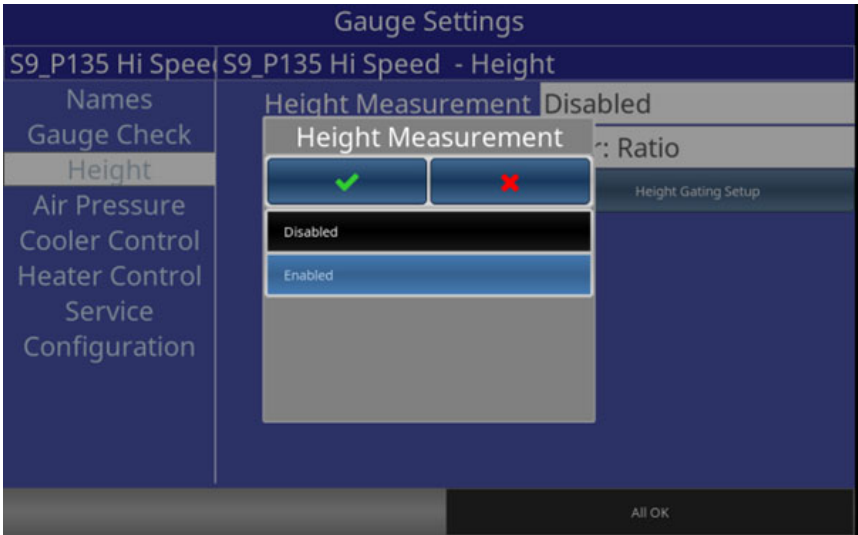 Gauge Settings
S9_P135 Hi Speed
S9_P135 Hi Speed - Height
Names
Gauge Check
Height
Air Pressure
Cooler Control
Heater Control
Service
Configuration
Height Measurement Disabled
: Ratio
Height Gating Setup
Height Measurement
Disabled
Enabled
All OK